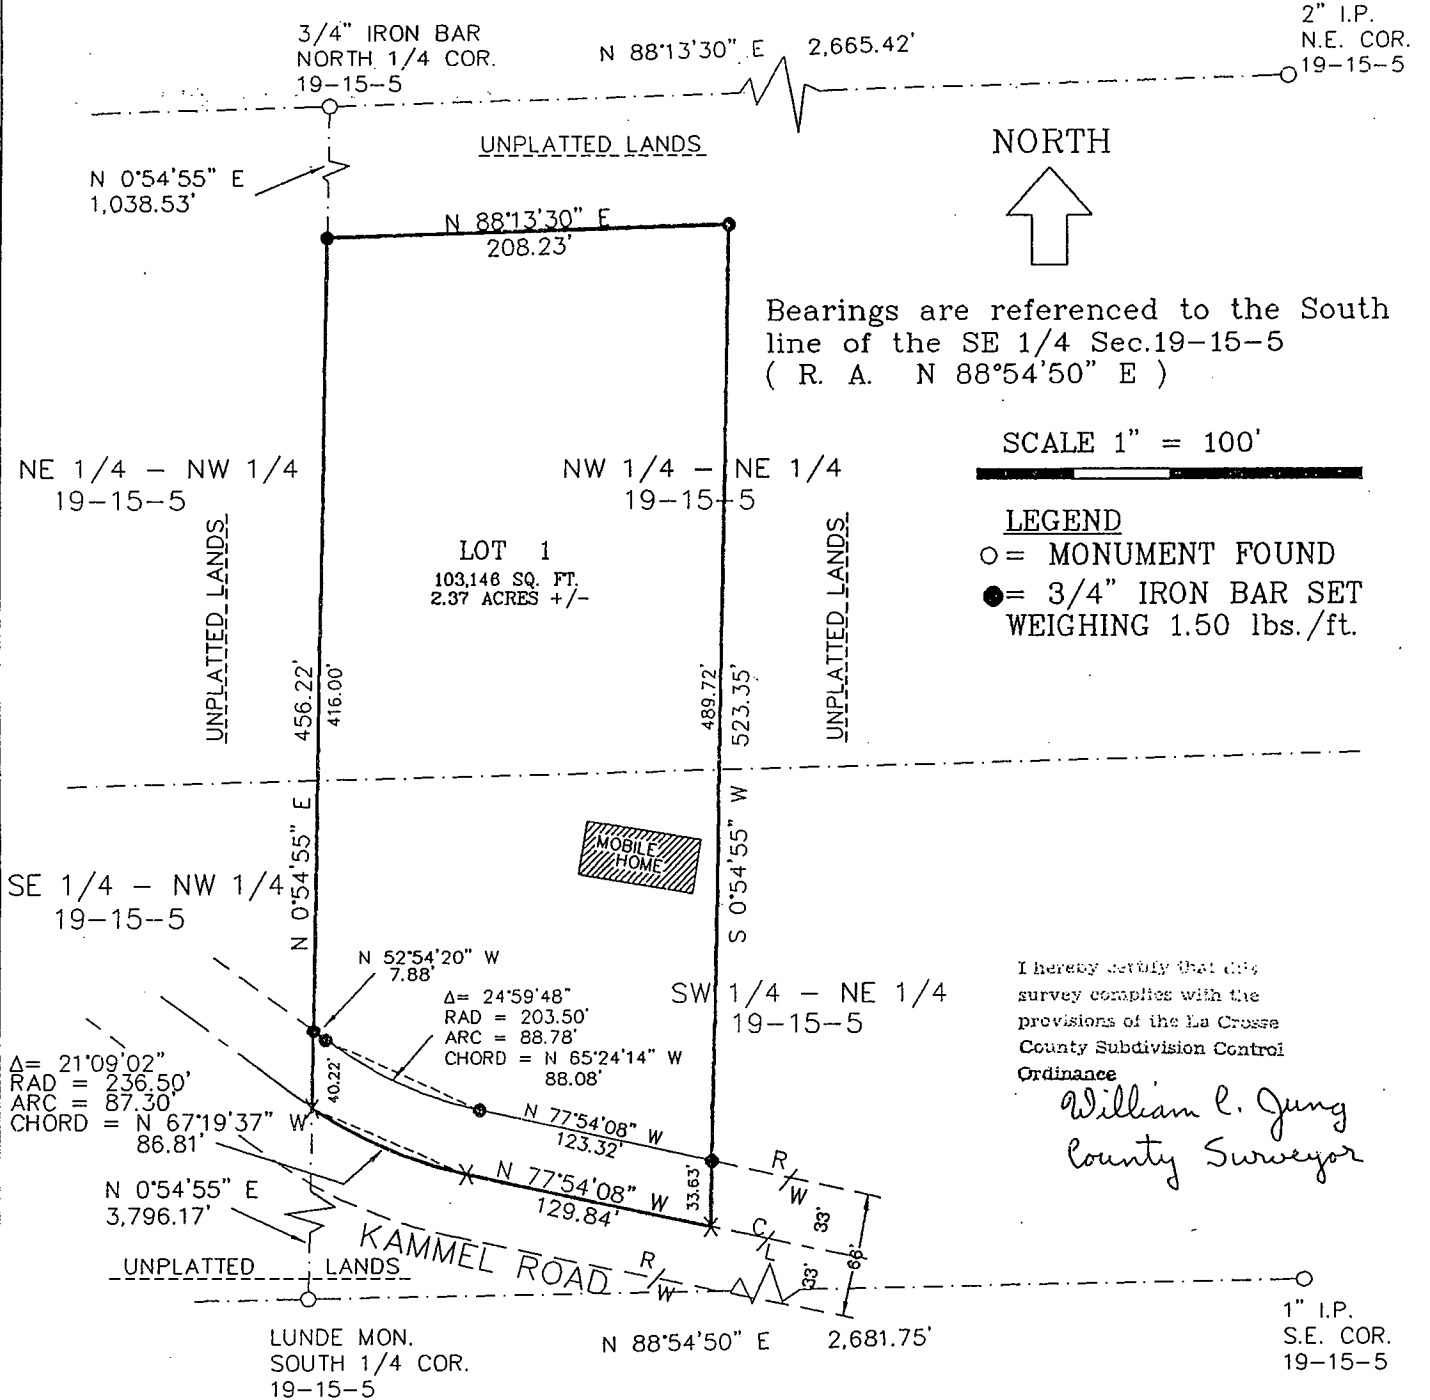 3/4" IRON BAR
NORTH 1/4 COR.
19-15-5
N 88°13'30" E 2,665.42'
2" I.P.
N.E. COR.
19-15-5
UNPLATTED LANDS
N 0°54'55" E
1,038.53'
NORTH
N 88°13'30" E
208.23'
Bearings are referenced to the South
line of the SE 1/4 Sec.19-15-5
( R. A. N 88°54'50" E )
SCALE 1" = 100'
NE 1/4 - NW 1/4
19-15-5
NW 1/4 - NE 1/4
19-15-5
LEGEND
O = MONUMENT FOUND
● = 3/4" IRON BAR SET
WEIGHING 1.50 lbs./ft.
UNPLATTED LANDS
LOT 1
103,146 SQ. FT.
2.37 ACRES +/-
UNPLATTED LANDS
456.22'
416.00'
489.72'
523.35'
N 0°54'55" E
S 0°54'55" W
MOBILE
HOME
SE 1/4 - NW 1/4
19-15-5
N 52°54'20" W
7.88'
Δ= 24°59'48"
RAD = 203.50'
ARC = 88.78'
CHORD = N 65°24'14" W
88.08'
SW 1/4 - NE 1/4
19-15-5
I hereby certify that this
survey complies with the
provisions of the La Crosse
County Subdivision Control
Ordinance
William C. Jung
County Surveyor
Δ= 21°09'02"
RAD = 236.50'
ARC = 87.30'
CHORD = N 67°19'37" W
86.81'
40.22'
N 77°54'08" W
123.32'
N 77°54'08" W
129.84'
33.63'
R/W
33'
C/L
66'
33'
N 0°54'55" E
3,796.17'
KAMMEL ROAD
R/W
UNPLATTED LANDS
LUNDE MON.
SOUTH 1/4 COR.
19-15-5
N 88°54'50" E 2,681.75'
1" I.P.
S.E. COR.
19-15-5